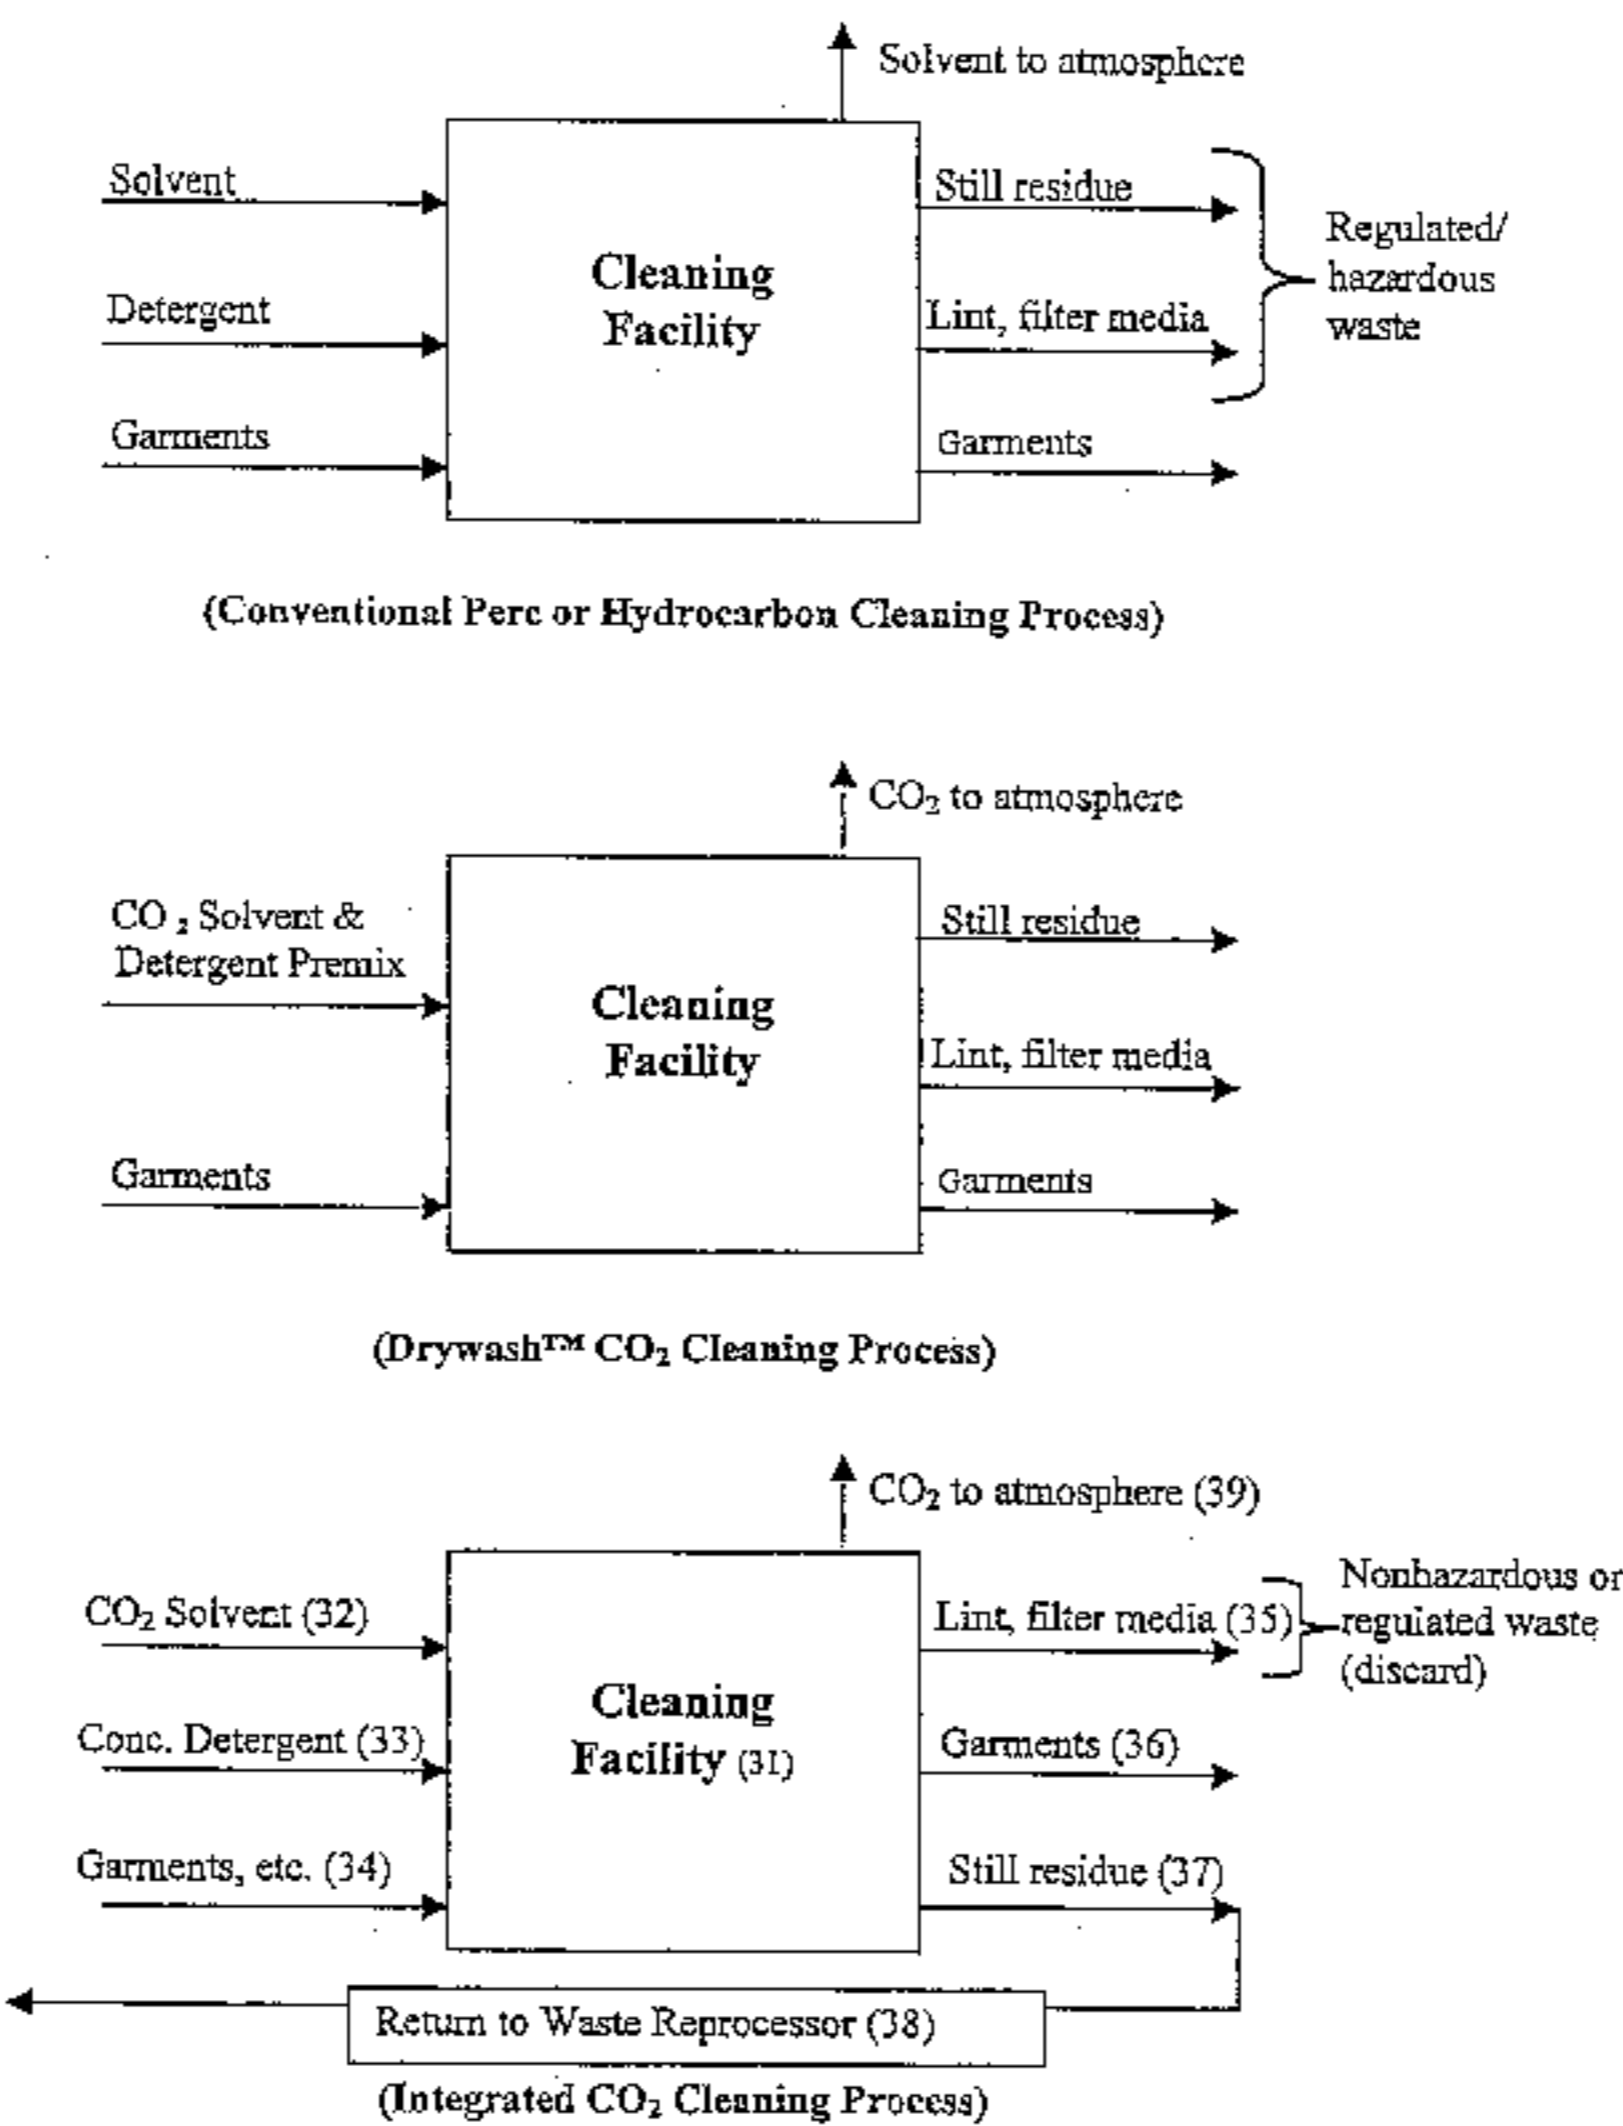 Solvent to atmosphere
Solvent
Still residue
Regulated/
hazardous
waste
Cleaning
Facility
Detergent
Lint, filter media
Garments
Garments
(Conventional Perc or Hydrocarbon Cleaning Process)
CO₂ to atmosphere
CO₂ Solvent &
Detergent Premix
Still residue
Cleaning
Facility
Lint, filter media
Garments
Garments
(Drywash™ CO₂ Cleaning Process)
CO₂ to atmosphere (39)
CO₂ Solvent (32)
Lint, filter media (35)
Nonhazardous or
regulated waste
(discard)
Cleaning
Facility (31)
Conc. Detergent (33)
Garments (36)
Garments, etc. (34)
Still residue (37)
Return to Waste Reprocessor (38)
(Integrated CO₂ Cleaning Process)